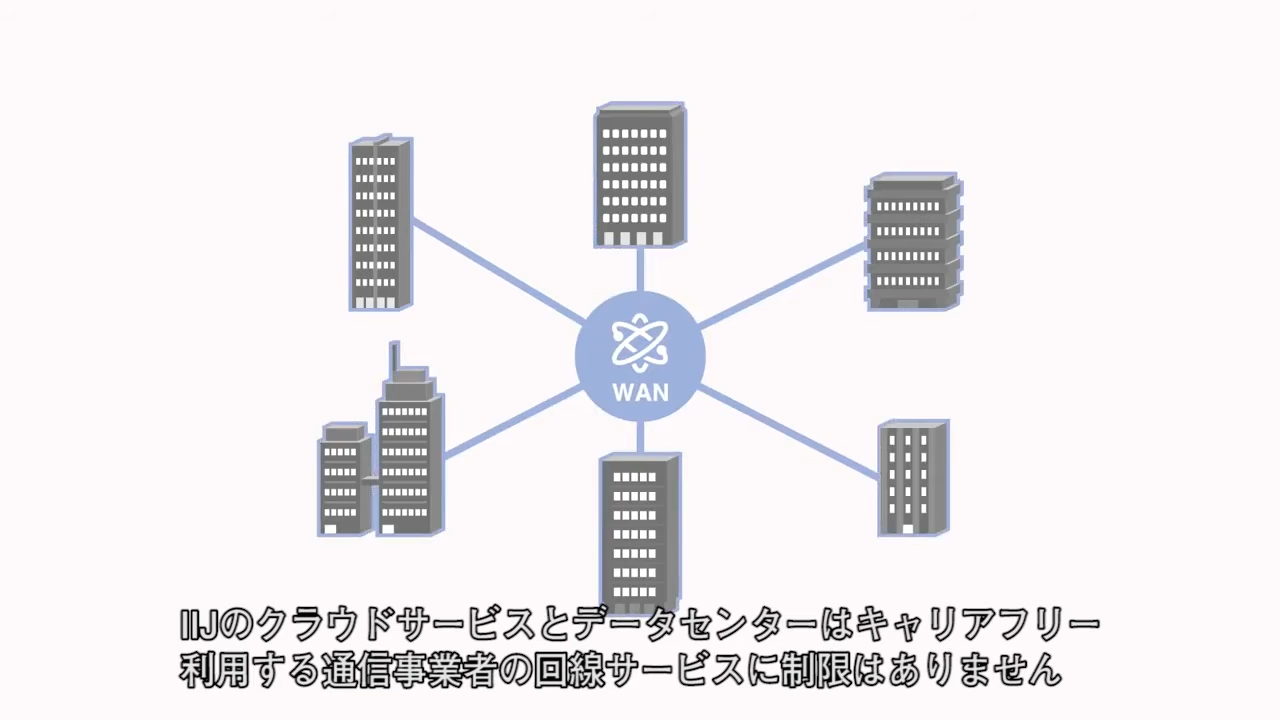 WAN
IIJのクラウドサービスとデータセンターはキャリアフリー
利用する通信事業者の回線サービスに制限はありません